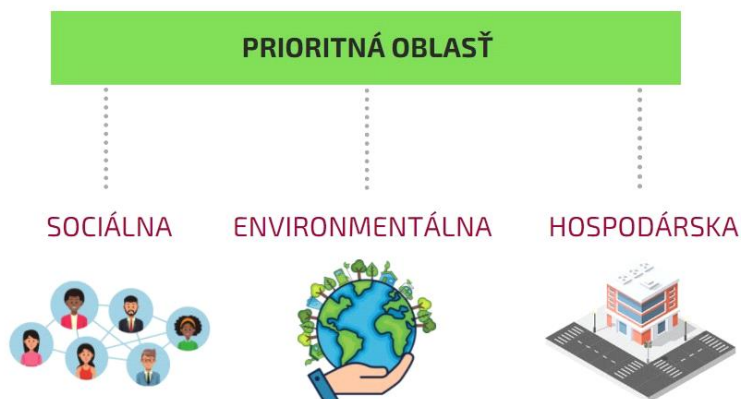 PRIORITNÁ OBLASŤ
SOCIÁLNA
ENVIRONMENTÁLNA
HOSPODÁRSKA